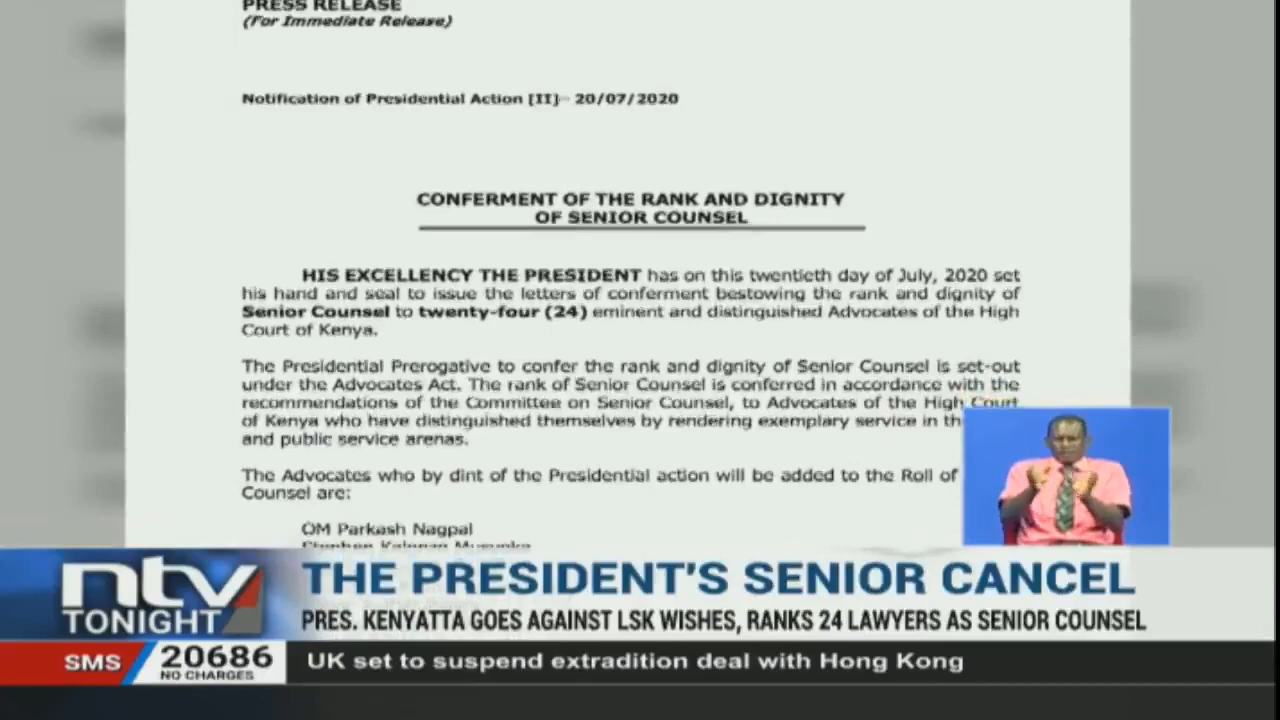 PRESS RELEASE
(For Immediate Release)
Notification of Presidential Action [II]– 20/07/2020
CONFERMENT OF THE RANK AND DIGNITY
OF SENIOR COUNSEL
HIS EXCELLENCY THE PRESIDENT has on this twentieth day of July, 2020 set
his hand and seal to issue the letters of conferment bestowing the rank and dignity of
Senior Counsel to twenty-four (24) eminent and distinguished Advocates of the High
Court of Kenya.
The Presidential Prerogative to confer the rank and dignity of Senior Counsel is set-out
under the Advocates Act. The rank of Senior Counsel is conferred in accordance with the
recommendations of the Committee on Senior Counsel, to Advocates of the High Court
of Kenya who have distinguished themselves by rendering exemplary service in th
and public service arenas.
The Advocates who by dint of the Presidential action will be added to the Roll of
Counsel are:
OM Parkash Nagpal
ntv
TONIGHT
THE PRESIDENT'S SENIOR CANCEL
PRES. KENYATTA GOES AGAINST LSK WISHES, RANKS 24 LAWYERS AS SENIOR COUNSEL
SMS 20686
NO CHARGES
UK set to suspend extradition deal with Hong Kong